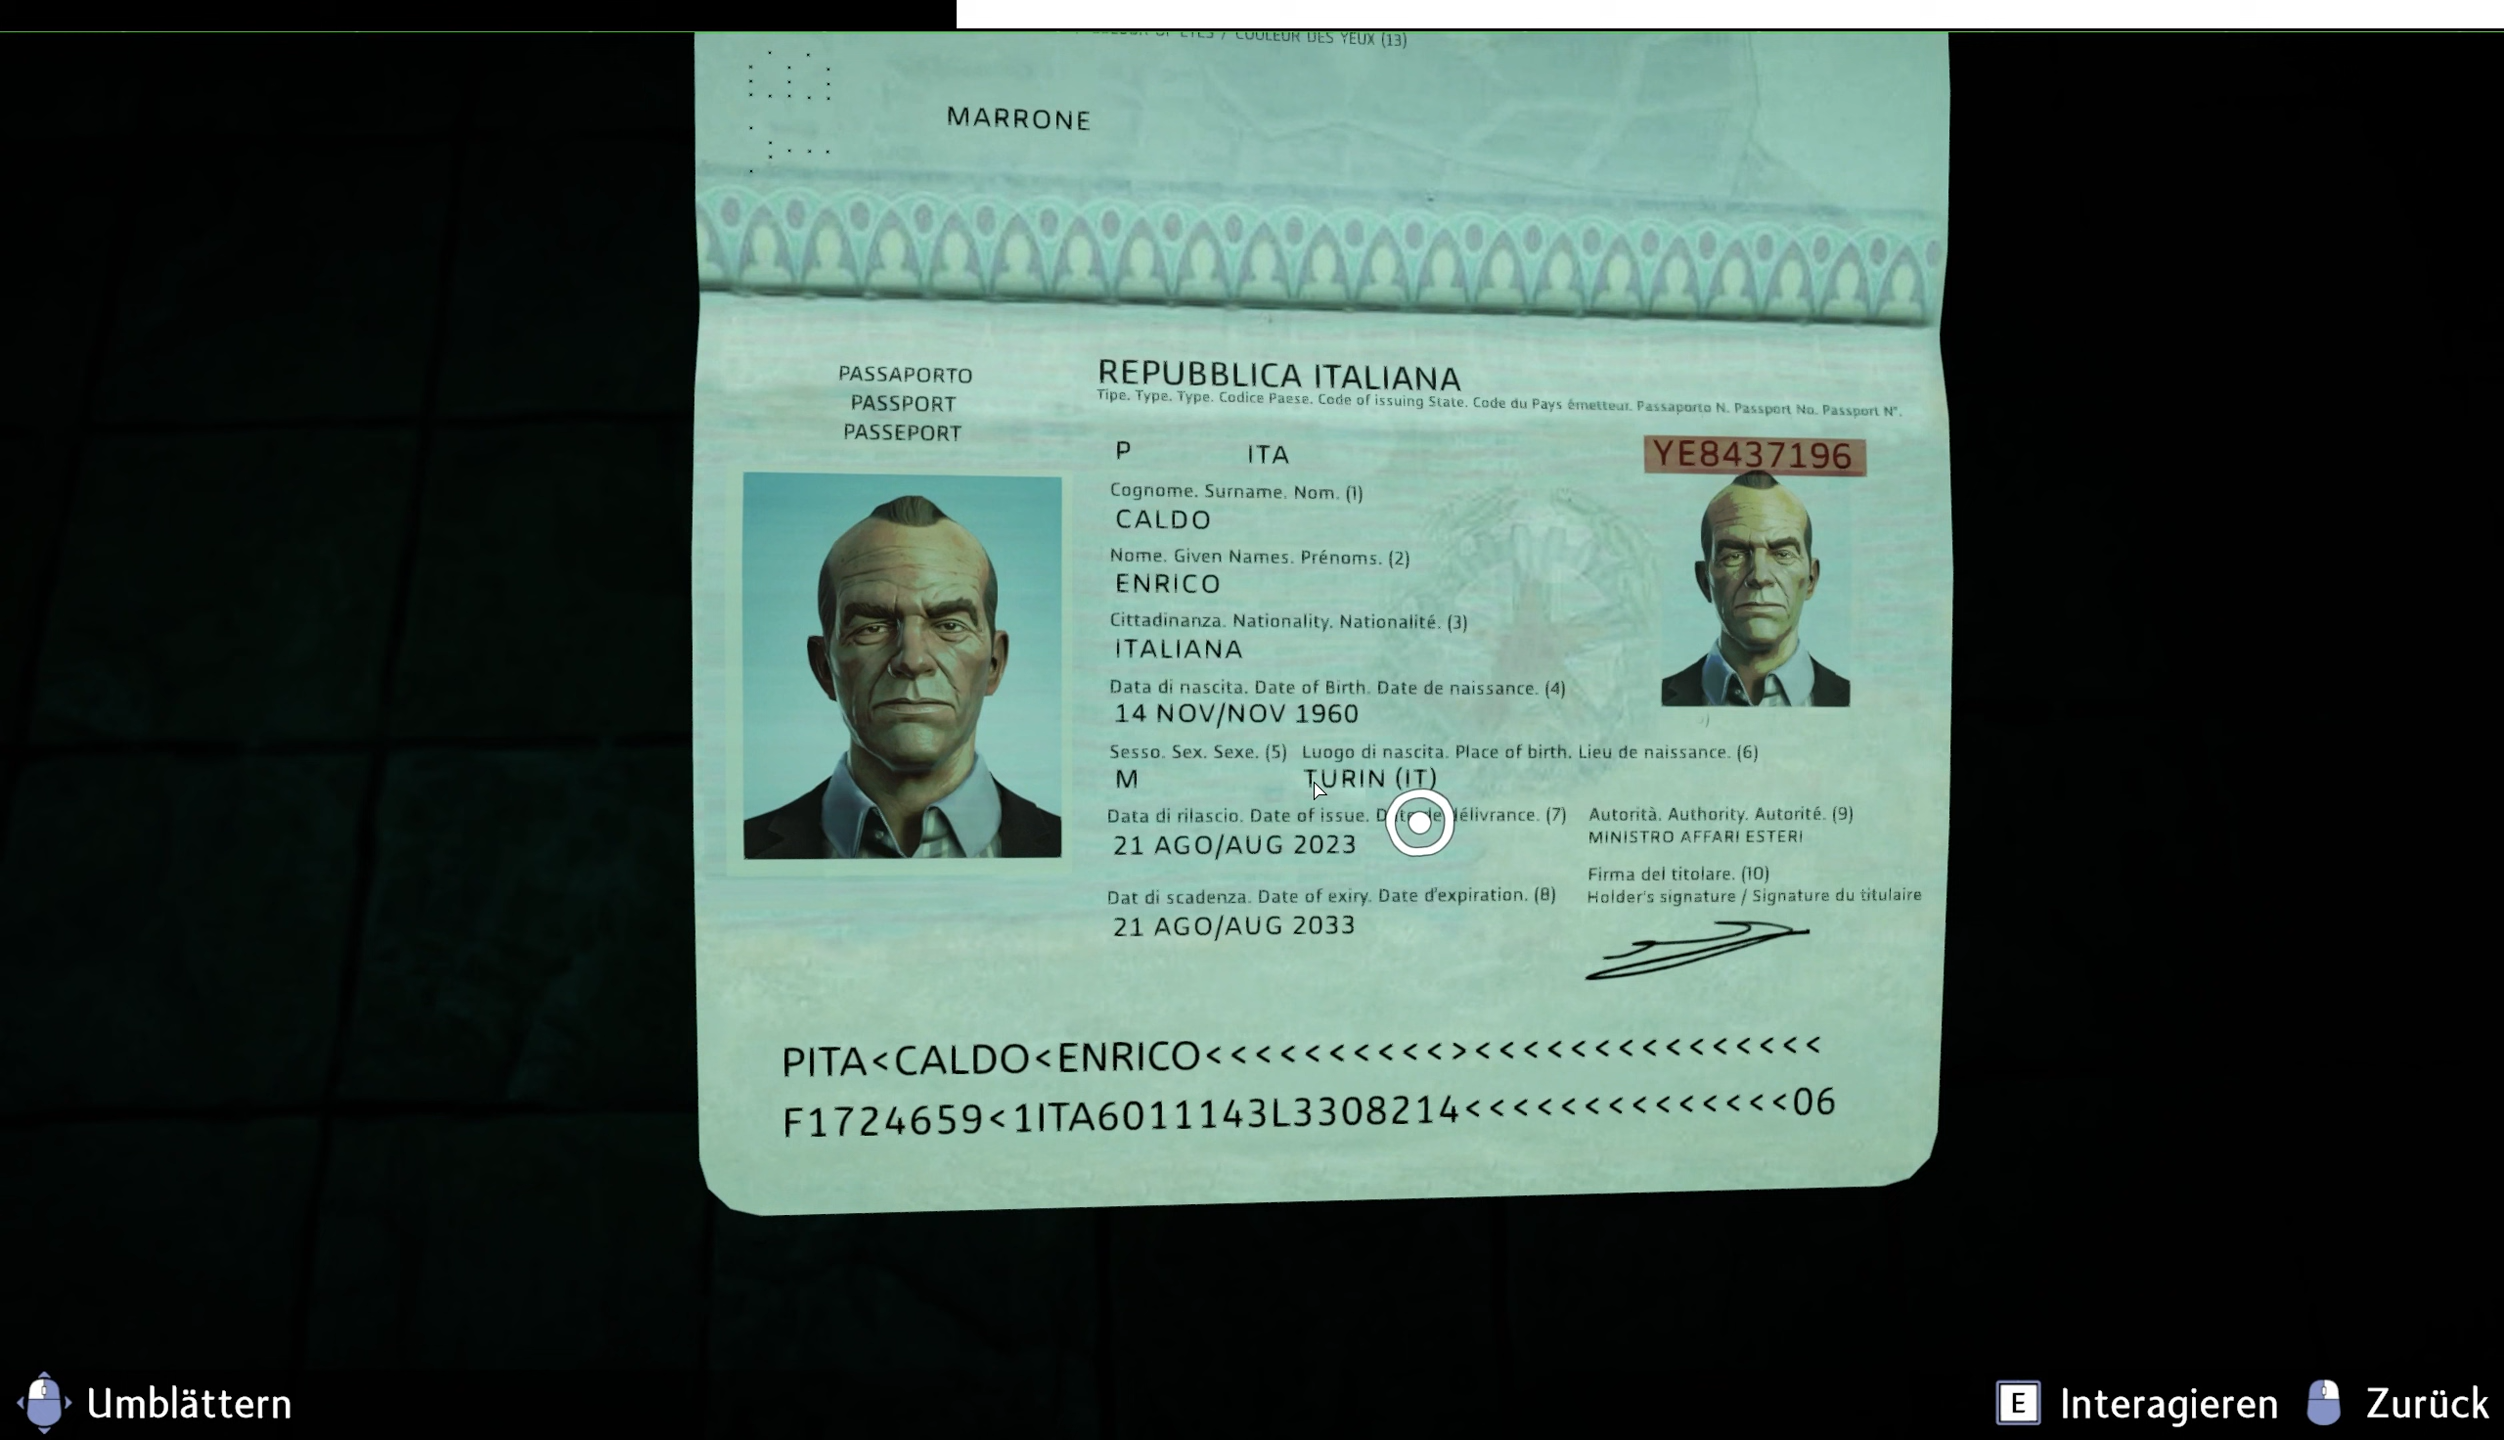 COULEUR DES YEUX (13)
MARRONE
PASSAPORTO
PASSPORT
PASSEPORT
REPUBBLICA ITALIANA
Tipe. Type. Type. Codice Paese. Code of issuing State. Code du Pays émetteur. Passaporto N. Passport No. Passport N°.
P ITA YE8437196
Cognome. Surname. Nom. (1)
CALDO
Nome. Given Names. Prénoms. (2)
ENRICO
Cittadinanza. Nationality. Nationalité. (3)
ITALIANA
Data di nascita. Date of Birth. Date de naissance. (4)
14 NOV/NOV 1960
Sesso. Sex. Sexe. (5) Luogo di nascita. Place of birth. Lieu de naissance. (6)
M TURIN (IT)
Data di rilascio. Date of issue. Date de délivrance. (7)
21 AGO/AUG 2023
Autorità. Authority. Autorité. (9)
MINISTRO AFFARI ESTERI
Dat di scadenza. Date of exiry. Date d'expiration. (8)
21 AGO/AUG 2033
Firma del titolare. (10)
Holder's signature / Signature du titulaire
PITA<CALDO<ENRICO<<<<<<<<<<><<<<<<<<<<<<<<
F1724659<1ITA6011143L3308214<<<<<<<<<<<<<<06
Umblättern
E Interagieren
Zurück